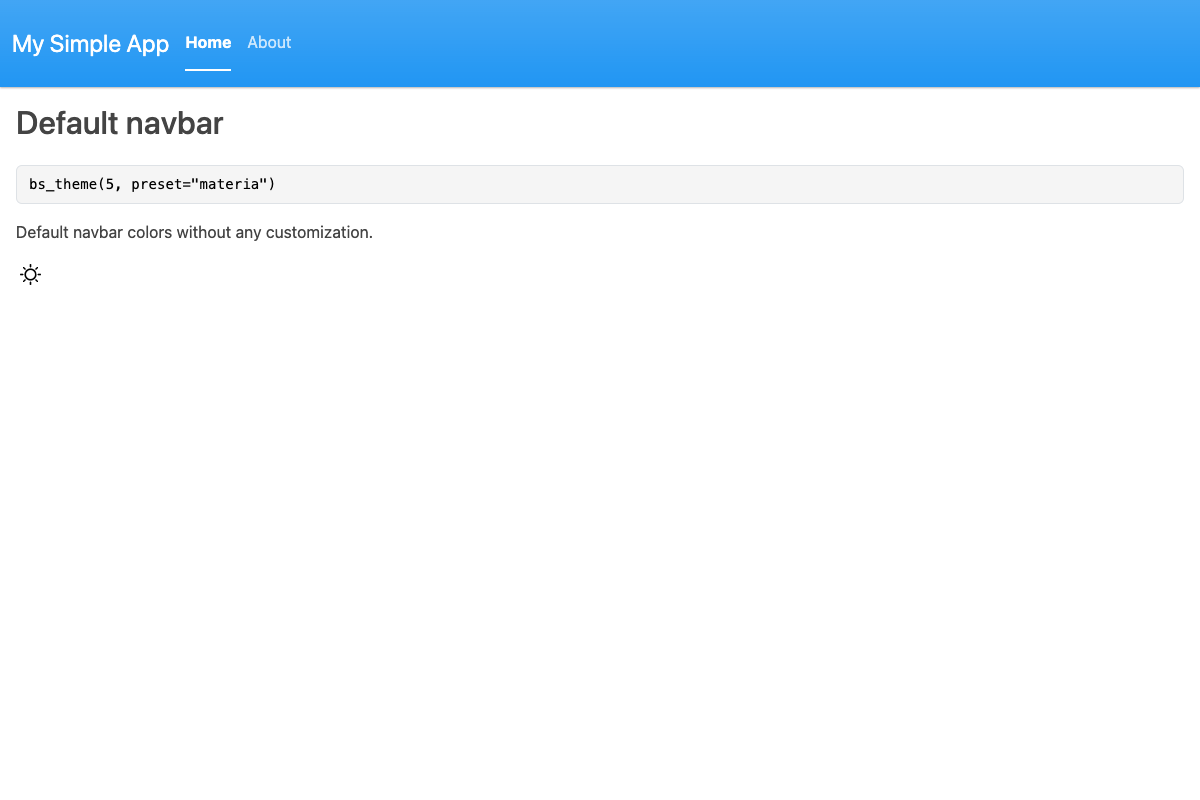 My Simple App Home About
Default navbar
bs_theme(5, preset="materia")
Default navbar colors without any customization.